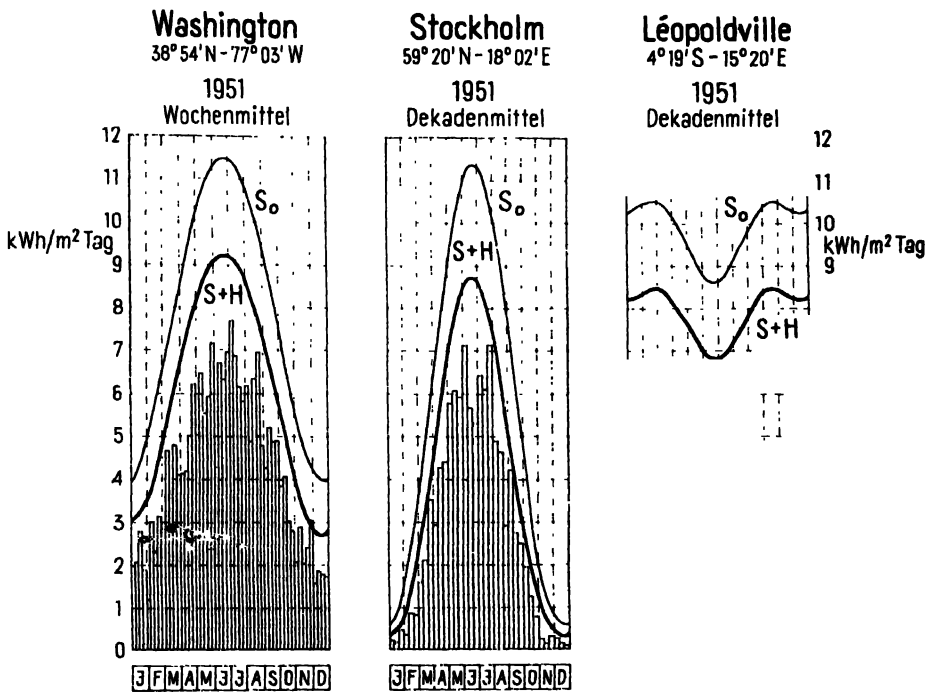 Washington
38° 54' N - 77° 03' W
1951
Wochenmittel
Stockholm
59° 20' N - 18° 02' E
1951
Dekadenmittel
Léopoldville
4° 19' S - 15° 20' E
1951
Dekadenmittel
12
11
10
kWh/m² Tag
9
8
7
6
5
4
3
2
1
0
S₀
S+H
S₀
S+H
S₀
S+H
12
11
10
kWh/m² Tag
9
J F M A M J J A S O N D
J F M A M J J A S O N D